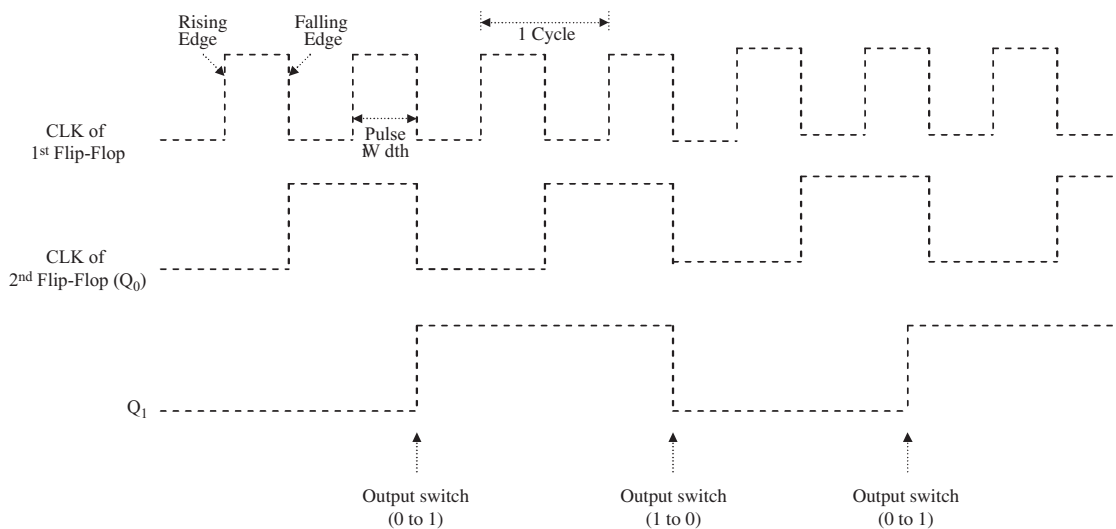 Rising
Edge
Falling
Edge
1 Cycle
Pulse
W dth
CLK of
1st Flip-Flop
CLK of
2nd Flip-Flop (Q0)
Q1
Output switch
(0 to 1)
Output switch
(1 to 0)
Output switch
(0 to 1)